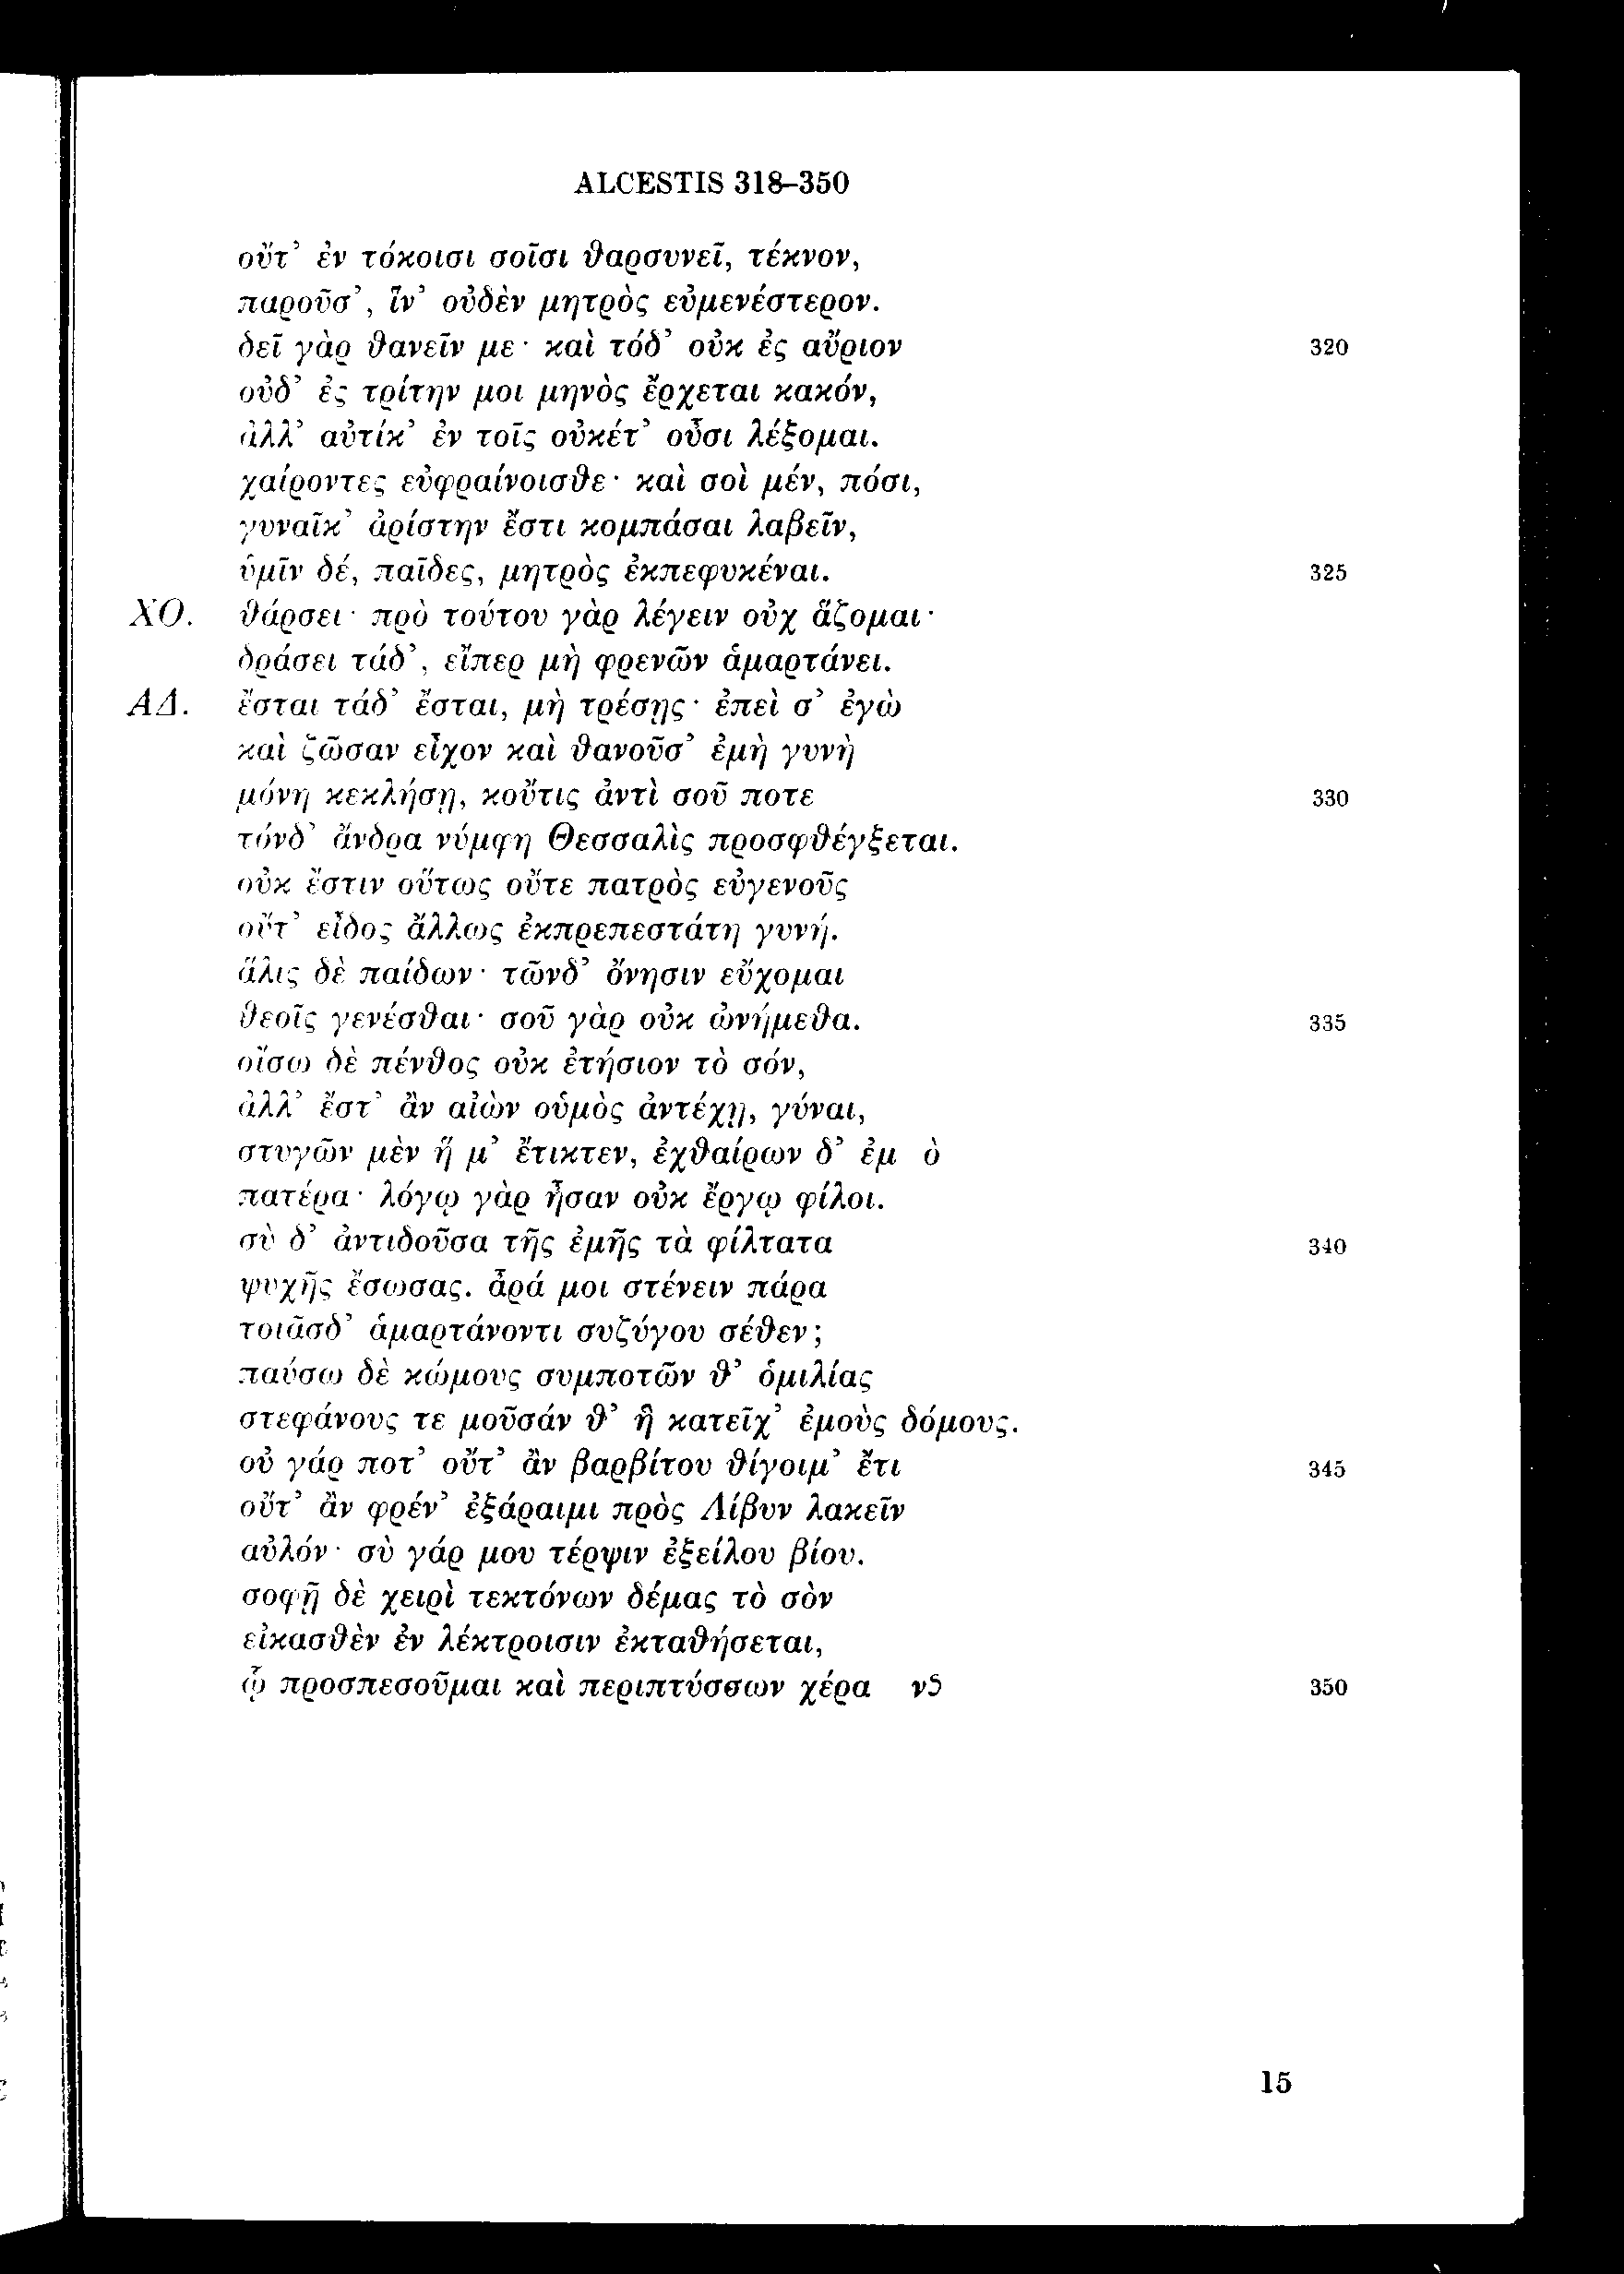 ALCESTIS 318–350
οὔτ’ ἐν τόκοισι σοῖσι θαρσυνεῖ, τέκνον,
παροῦσ’, ἵν’ οὐδὲν μητρὸς εὐμενέστερον.
δεῖ γὰρ θανεῖν με· καὶ τόδ’ οὐκ ἐς αὔριον 320
οὐδ’ ἐς τρίτην μοι μηνὸς ἔρχεται κακόν,
ἀλλ’ αὐτίκ’ ἐν τοῖς οὐκέτ’ οὖσι λέξομαι.
χαίροντες εὐφραίνοισθε· καὶ σοὶ μέν, πόσι,
γυναῖκ’ ἀρίστην ἔστι κομπάσαι λαβεῖν,
ὑμῖν δέ, παῖδες, μητρὸς ἐκπεφυκέναι. 325
ΧΟ. θάρσει· πρὸ τούτου γὰρ λέγειν οὐχ ἅζομαι·
δράσει τάδ’, εἴπερ μὴ φρενῶν ἁμαρτάνει.
ΑΔ. ἔσται τάδ’ ἔσται, μὴ τρέσῃς· ἐπεὶ σ’ ἐγὼ
καὶ ζῶσαν εἶχον καὶ θανοῦσ’ ἐμὴ γυνὴ
μόνη κεκλήσῃ, κοὔτις ἀντὶ σοῦ ποτε 330
τόνδ’ ἄνδρα νύμφη Θεσσαλὶς προσφθέγξεται.
οὐκ ἔστιν οὕτως οὔτε πατρὸς εὐγενοῦς
οὔτ’ εἶδος ἄλλως ἐκπρεπεστάτη γυνή.
ἅλις δὲ παίδων· τῶνδ’ ὄνησιν εὔχομαι
θεοῖς γενέσθαι· σοῦ γὰρ οὐκ ὠνήμεθα. 335
οἴσω δὲ πένθος οὐκ ἐτήσιον τὸ σόν,
ἀλλ’ ἔστ’ ἂν αἰὼν οὑμὸς ἀντέχῃ, γύναι,
στυγῶν μὲν ἥ μ’ ἔτικτεν, ἐχθαίρων δ’ ἐμ ὸ
πατέρα· λόγῳ γὰρ ἦσαν οὐκ ἔργῳ φίλοι.
σὺ δ’ ἀντιδοῦσα τῆς ἐμῆς τὰ φίλτατα 340
ψυχῆς ἔσωσας. ἆρά μοι στένειν πάρα
τοιᾶσδ’ ἁμαρτάνοντι συζύγου σέθεν;
παύσω δὲ κώμους συμποτῶν θ’ ὁμιλίας
στεφάνους τε μοῦσάν θ’ ἣ κατεῖχ’ ἐμοὺς δόμους.
οὐ γάρ ποτ’ οὔτ’ ἂν βαρβίτου θίγοιμ’ ἔτι 345
οὔτ’ ἂν φρέν’ ἐξάραιμι πρὸς Λίβυν λακεῖν
αὐλόν· σὺ γάρ μου τέρψιν ἐξείλου βίου.
σοφῇ δὲ χειρὶ τεκτόνων δέμας τὸ σὸν
εἰκασθὲν ἐν λέκτροισιν ἐκταθήσεται,
ᾧ προσπεσοῦμαι καὶ περιπτύσσων χέρα 350
15